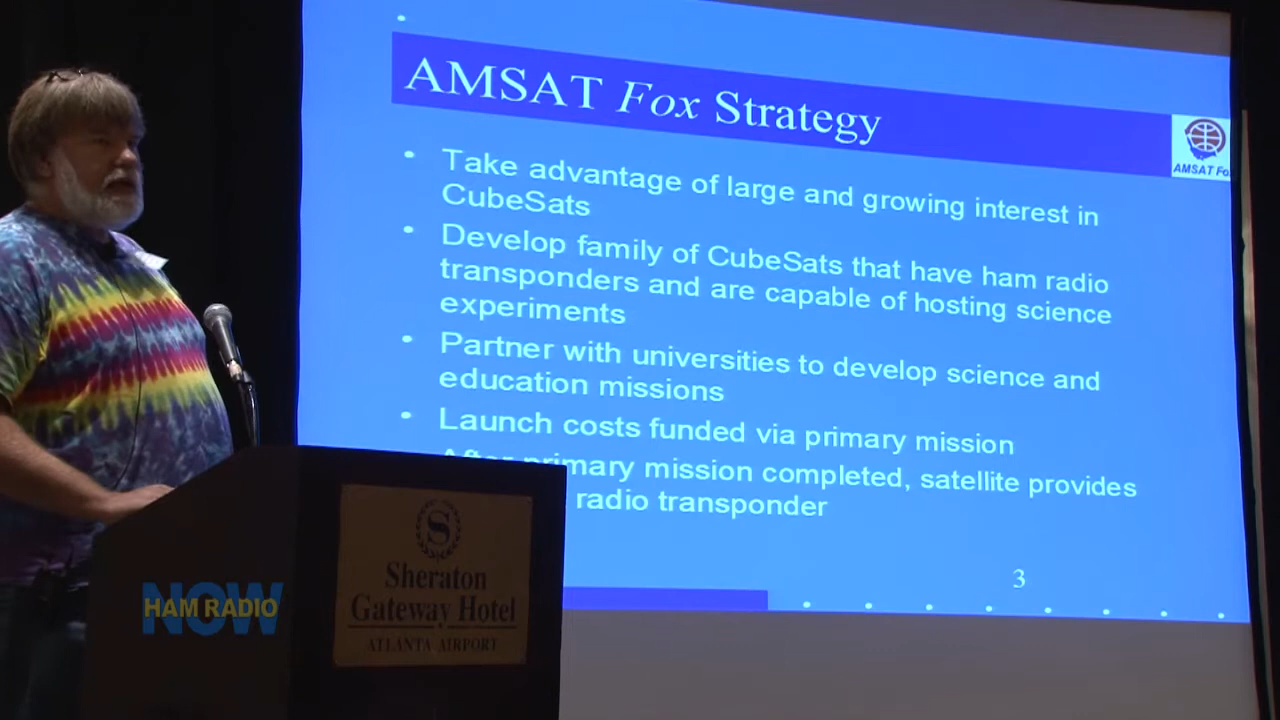 AMSAT Fox Strategy
AMSAT Fo
• Take advantage of large and growing interest in
CubeSats
• Develop family of CubeSats that have ham radio
transponders and are capable of hosting science
experiments
• Partner with universities to develop science and
education missions
• Launch costs funded via primary mission
After primary mission completed, satellite provides
radio transponder
3
S
Sheraton
Gateway Hotel
ATLANTA AIRPORT
NOW
HAM RADIO